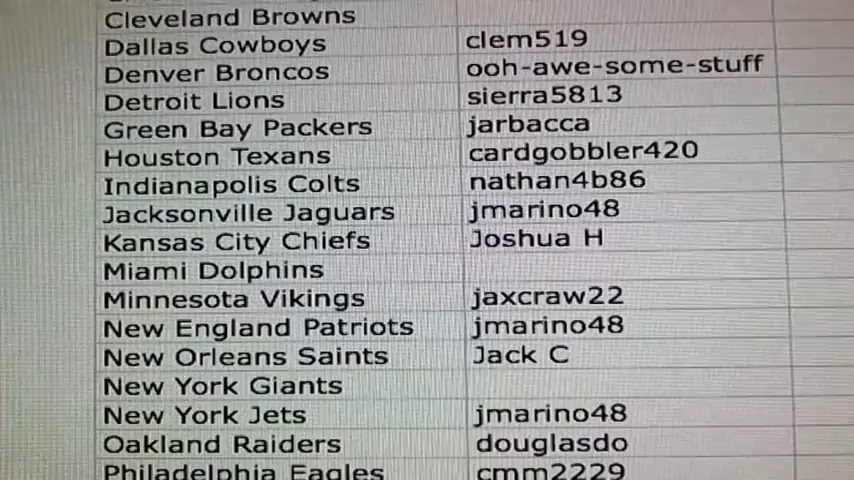 Cleveland Browns
Dallas Cowboys clem519
Denver Broncos ooh-awe-some-stuff
Detroit Lions sierra5813
Green Bay Packers jarbacca
Houston Texans cardgobbler420
Indianapolis Colts nathan4b86
Jacksonville Jaguars jmarino48
Kansas City Chiefs Joshua H
Miami Dolphins
Minnesota Vikings jaxcraw22
New England Patriots jmarino48
New Orleans Saints Jack C
New York Giants
New York Jets jmarino48
Oakland Raiders douglasdo
Philadelphia Eagles cmm2229